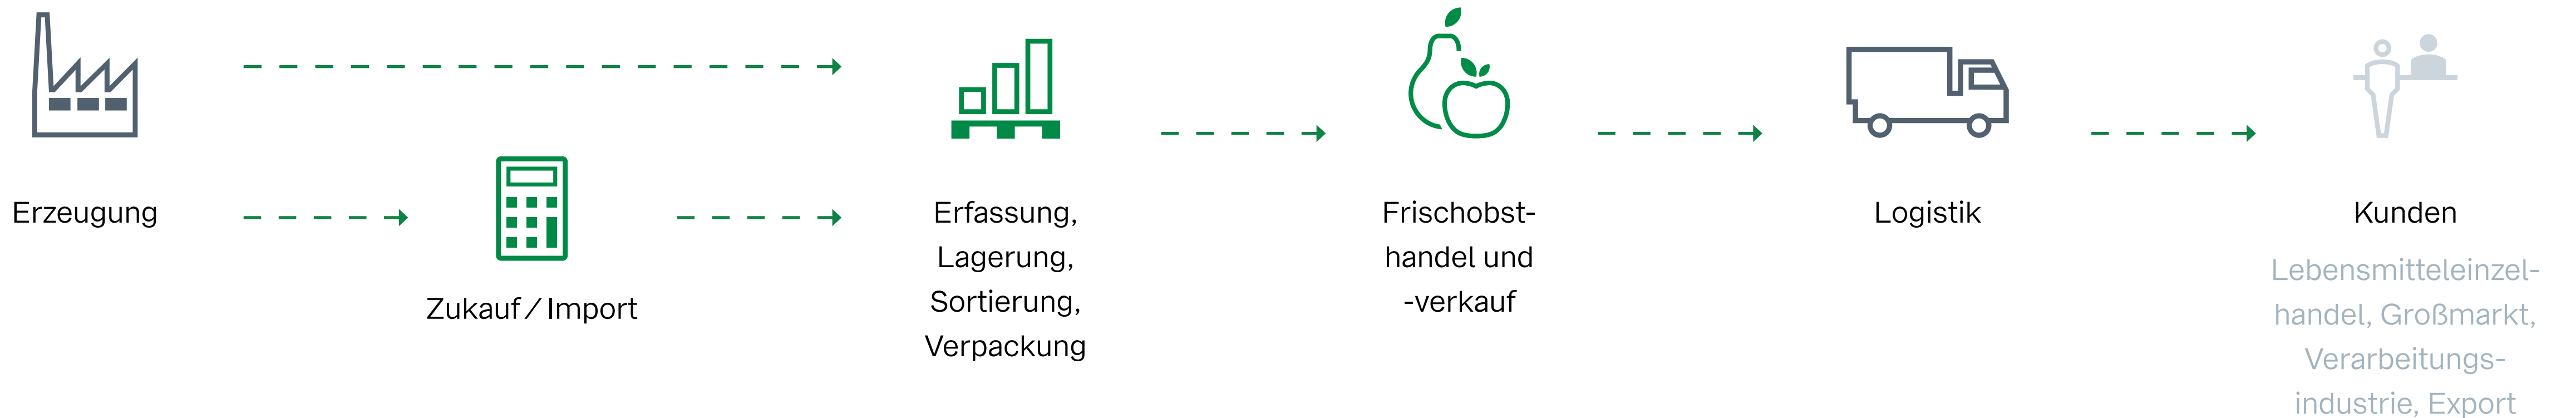 Erzeugung
Zukauf / Import
Erfassung,
Lagerung,
Sortierung,
Verpackung
Frischobst-
handel und
-verkauf
Logistik
Kunden
Lebensmitteleinzel-
handel, Großmarkt,
Verarbeitungs-
industrie, Export